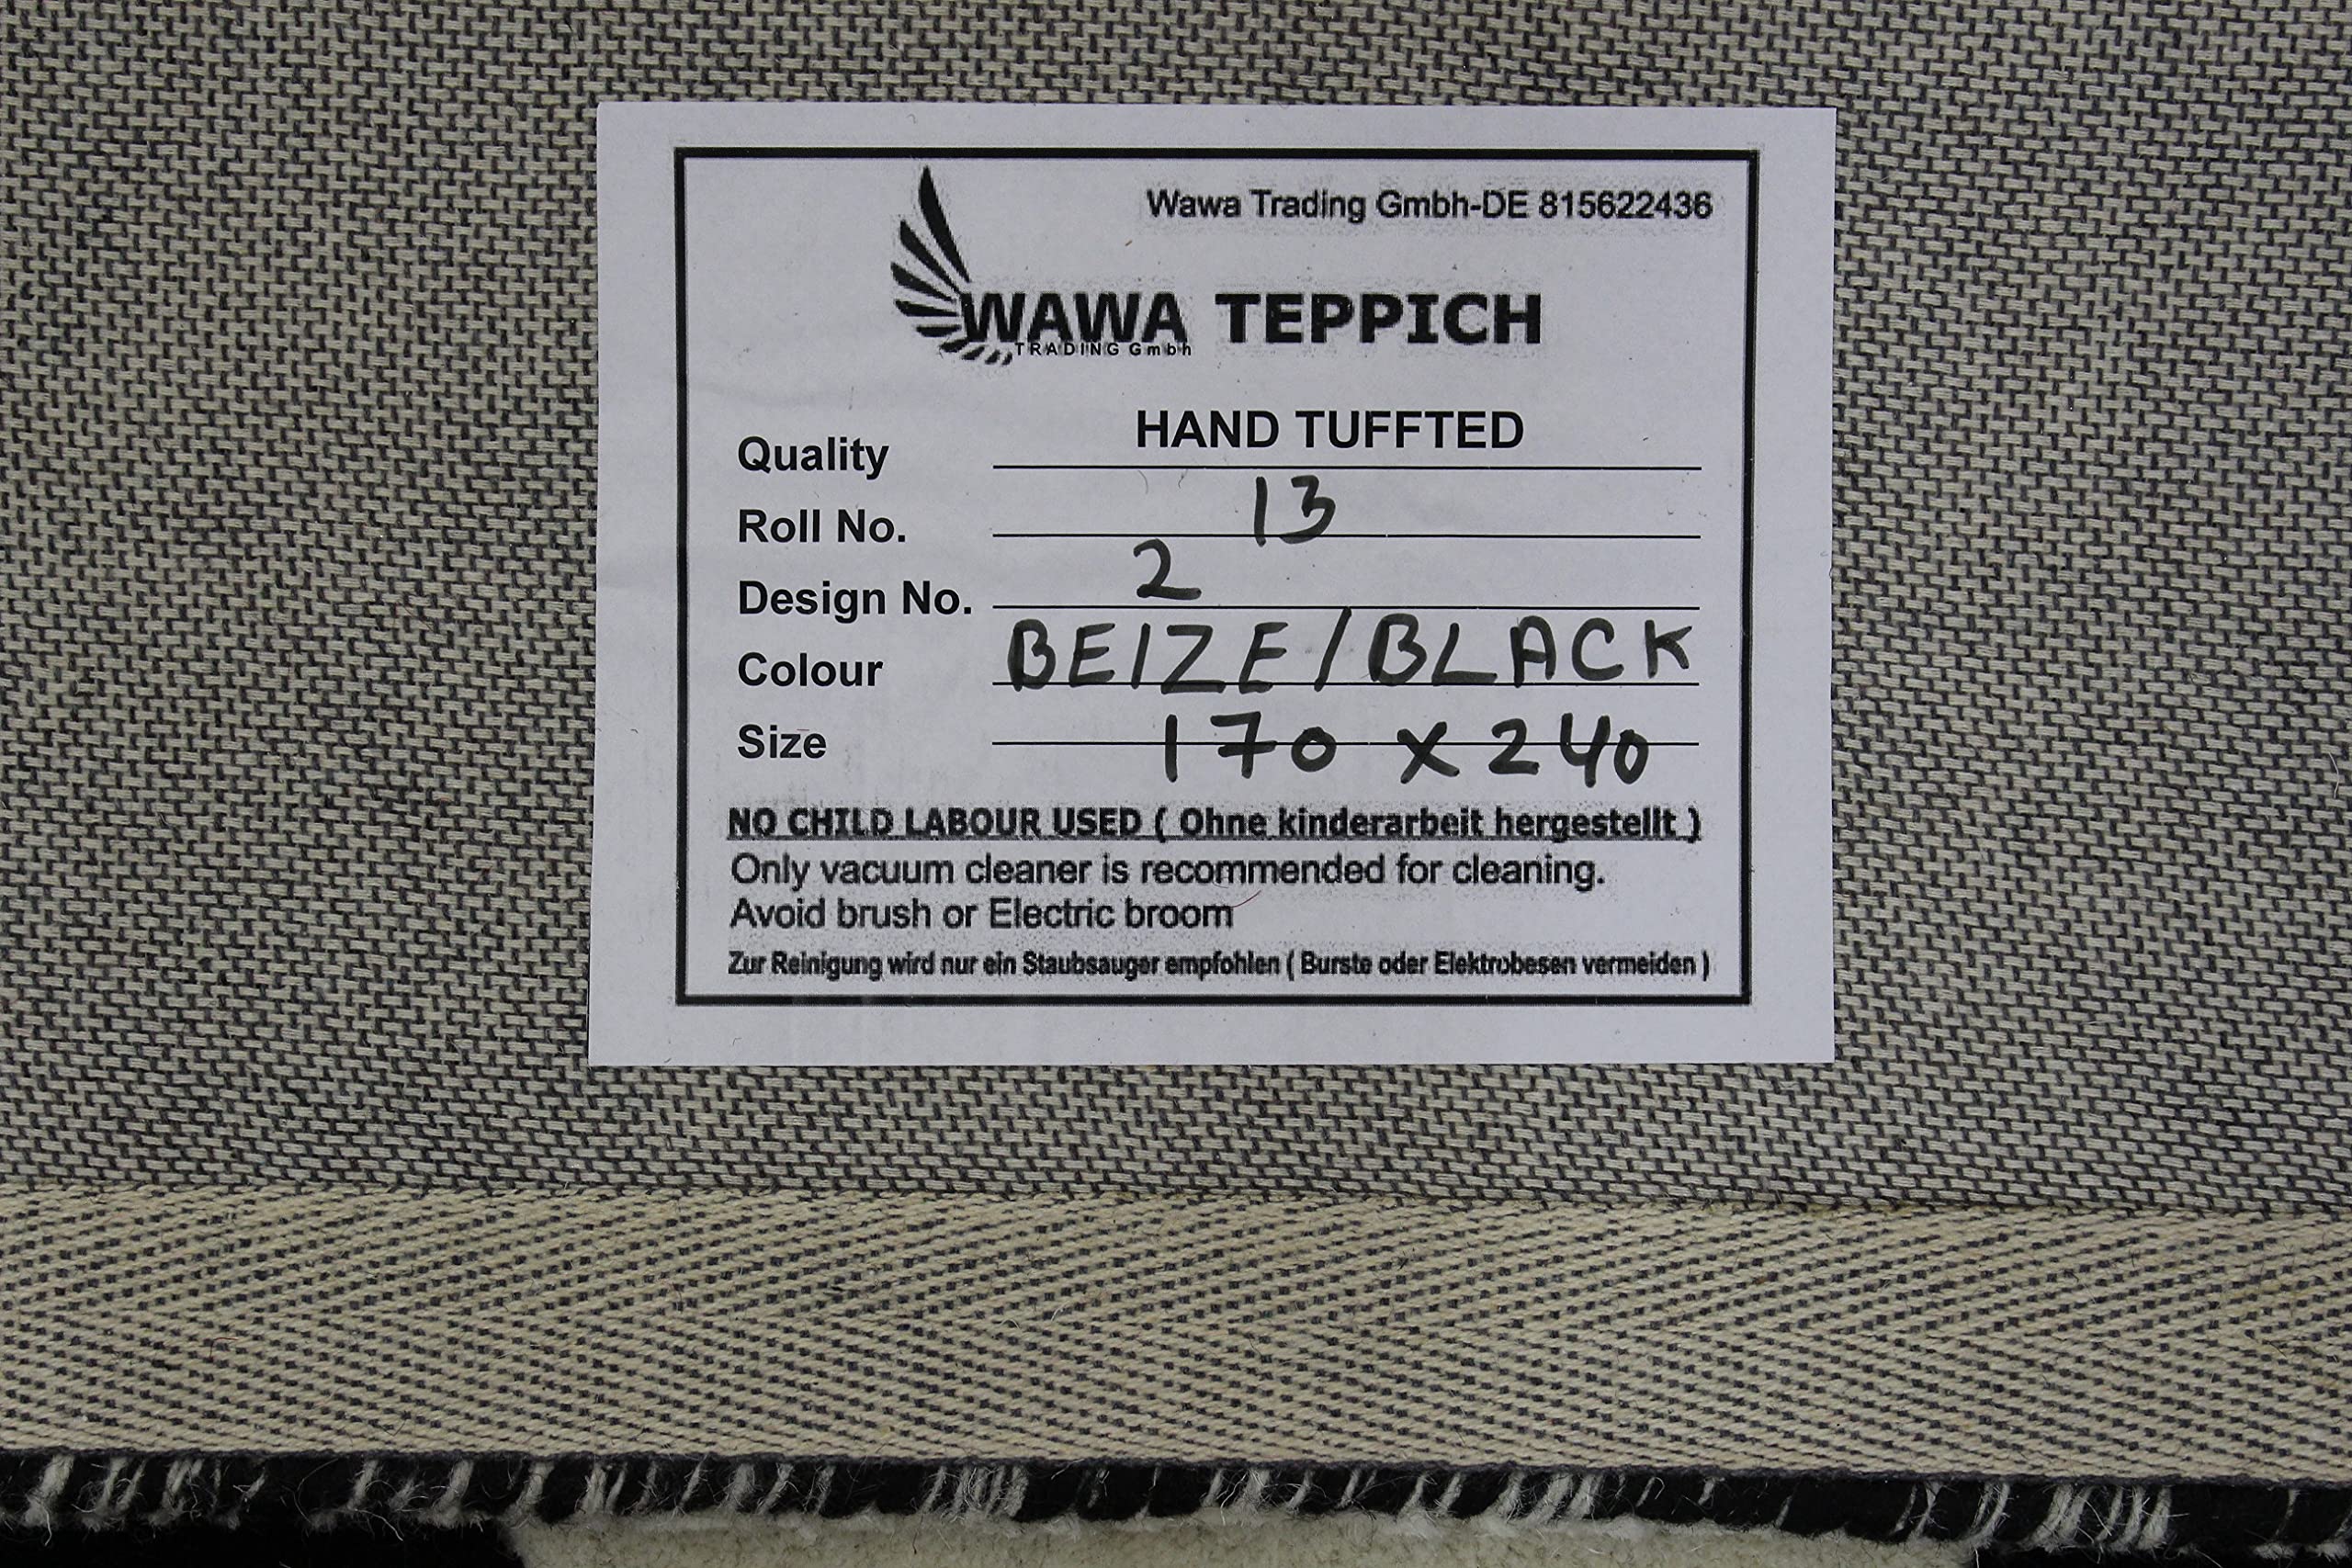 Wawa Trading Gmbh-DE 815622436
WAWA TEPPICH
TRADING Gmbh
Quality HAND TUFFTED
Roll No. 13
Design No. 2
Colour BEIZE/BLACK
Size 170 x 240
NO CHILD LABOUR USED ( Ohne kinderarbeit hergestellt )
Only vacuum cleaner is recommended for cleaning.
Avoid brush or Electric broom
Zur Reinigung wird nur ein Staubsauger empfohlen ( Burste oder Elektrobesen vermeiden )